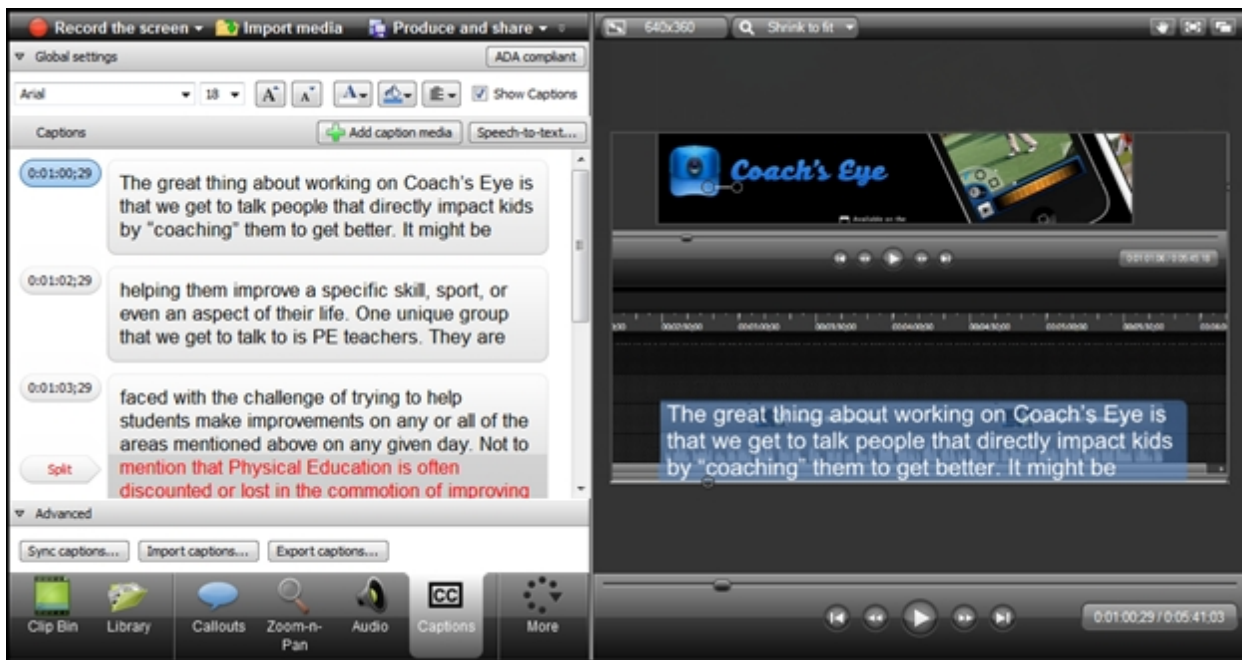 Record the screen
Import media
Produce and share
Global settings
ADA compliant
Arial
18
Show Captions
Captions
Add caption media
Speech-to-text...
0:01:00;29
The great thing about working on Coach's Eye is
that we get to talk people that directly impact kids
by "coaching" them to get better. It might be
0:01:02;29
helping them improve a specific skill, sport, or
even an aspect of their life. One unique group
that we get to talk to is PE teachers. They are
0:01:03;29
faced with the challenge of trying to help
students make improvements on any or all of the
areas mentioned above on any given day. Not to
Split
mention that Physical Education is often
discounted or lost in the commotion of improving
Advanced
Sync captions...
Import captions...
Export captions...
Clip Bin
Library
Callouts
Zoom-n-
Pan
Audio
CC
Captions
More
640x360
Shrink to fit
Coach's Eye
Available on the
The great thing about working on Coach's Eye is
that we get to talk people that directly impact kids
by "coaching" them to get better. It might be
0:01:00;29 / 0:05:41;03